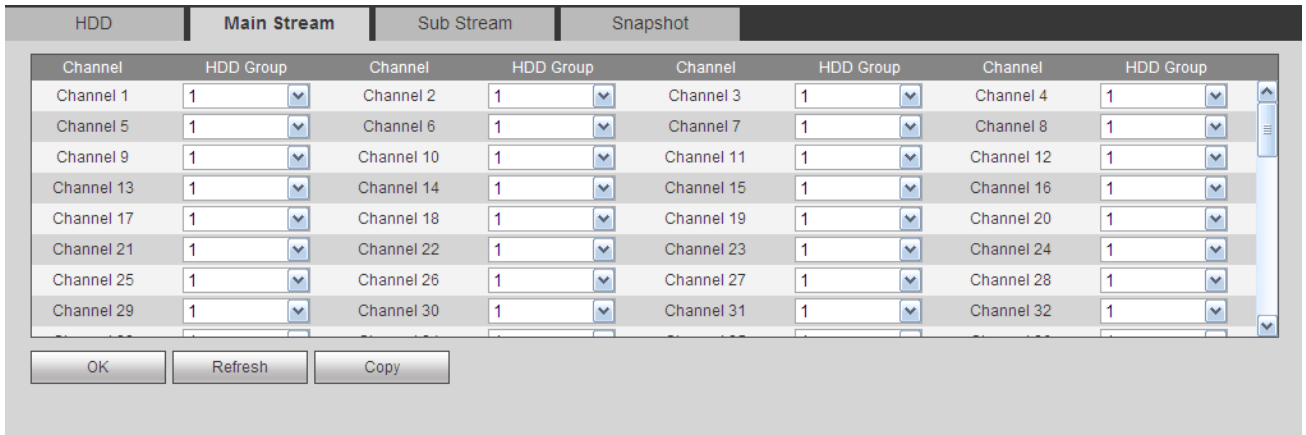 HDD Main Stream Sub Stream Snapshot
Channel HDD Group Channel HDD Group Channel HDD Group Channel HDD Group
Channel 1 1 Channel 2 1 Channel 3 1 Channel 4 1
Channel 5 1 Channel 6 1 Channel 7 1 Channel 8 1
Channel 9 1 Channel 10 1 Channel 11 1 Channel 12 1
Channel 13 1 Channel 14 1 Channel 15 1 Channel 16 1
Channel 17 1 Channel 18 1 Channel 19 1 Channel 20 1
Channel 21 1 Channel 22 1 Channel 23 1 Channel 24 1
Channel 25 1 Channel 26 1 Channel 27 1 Channel 28 1
Channel 29 1 Channel 30 1 Channel 31 1 Channel 32 1
OK Refresh Copy